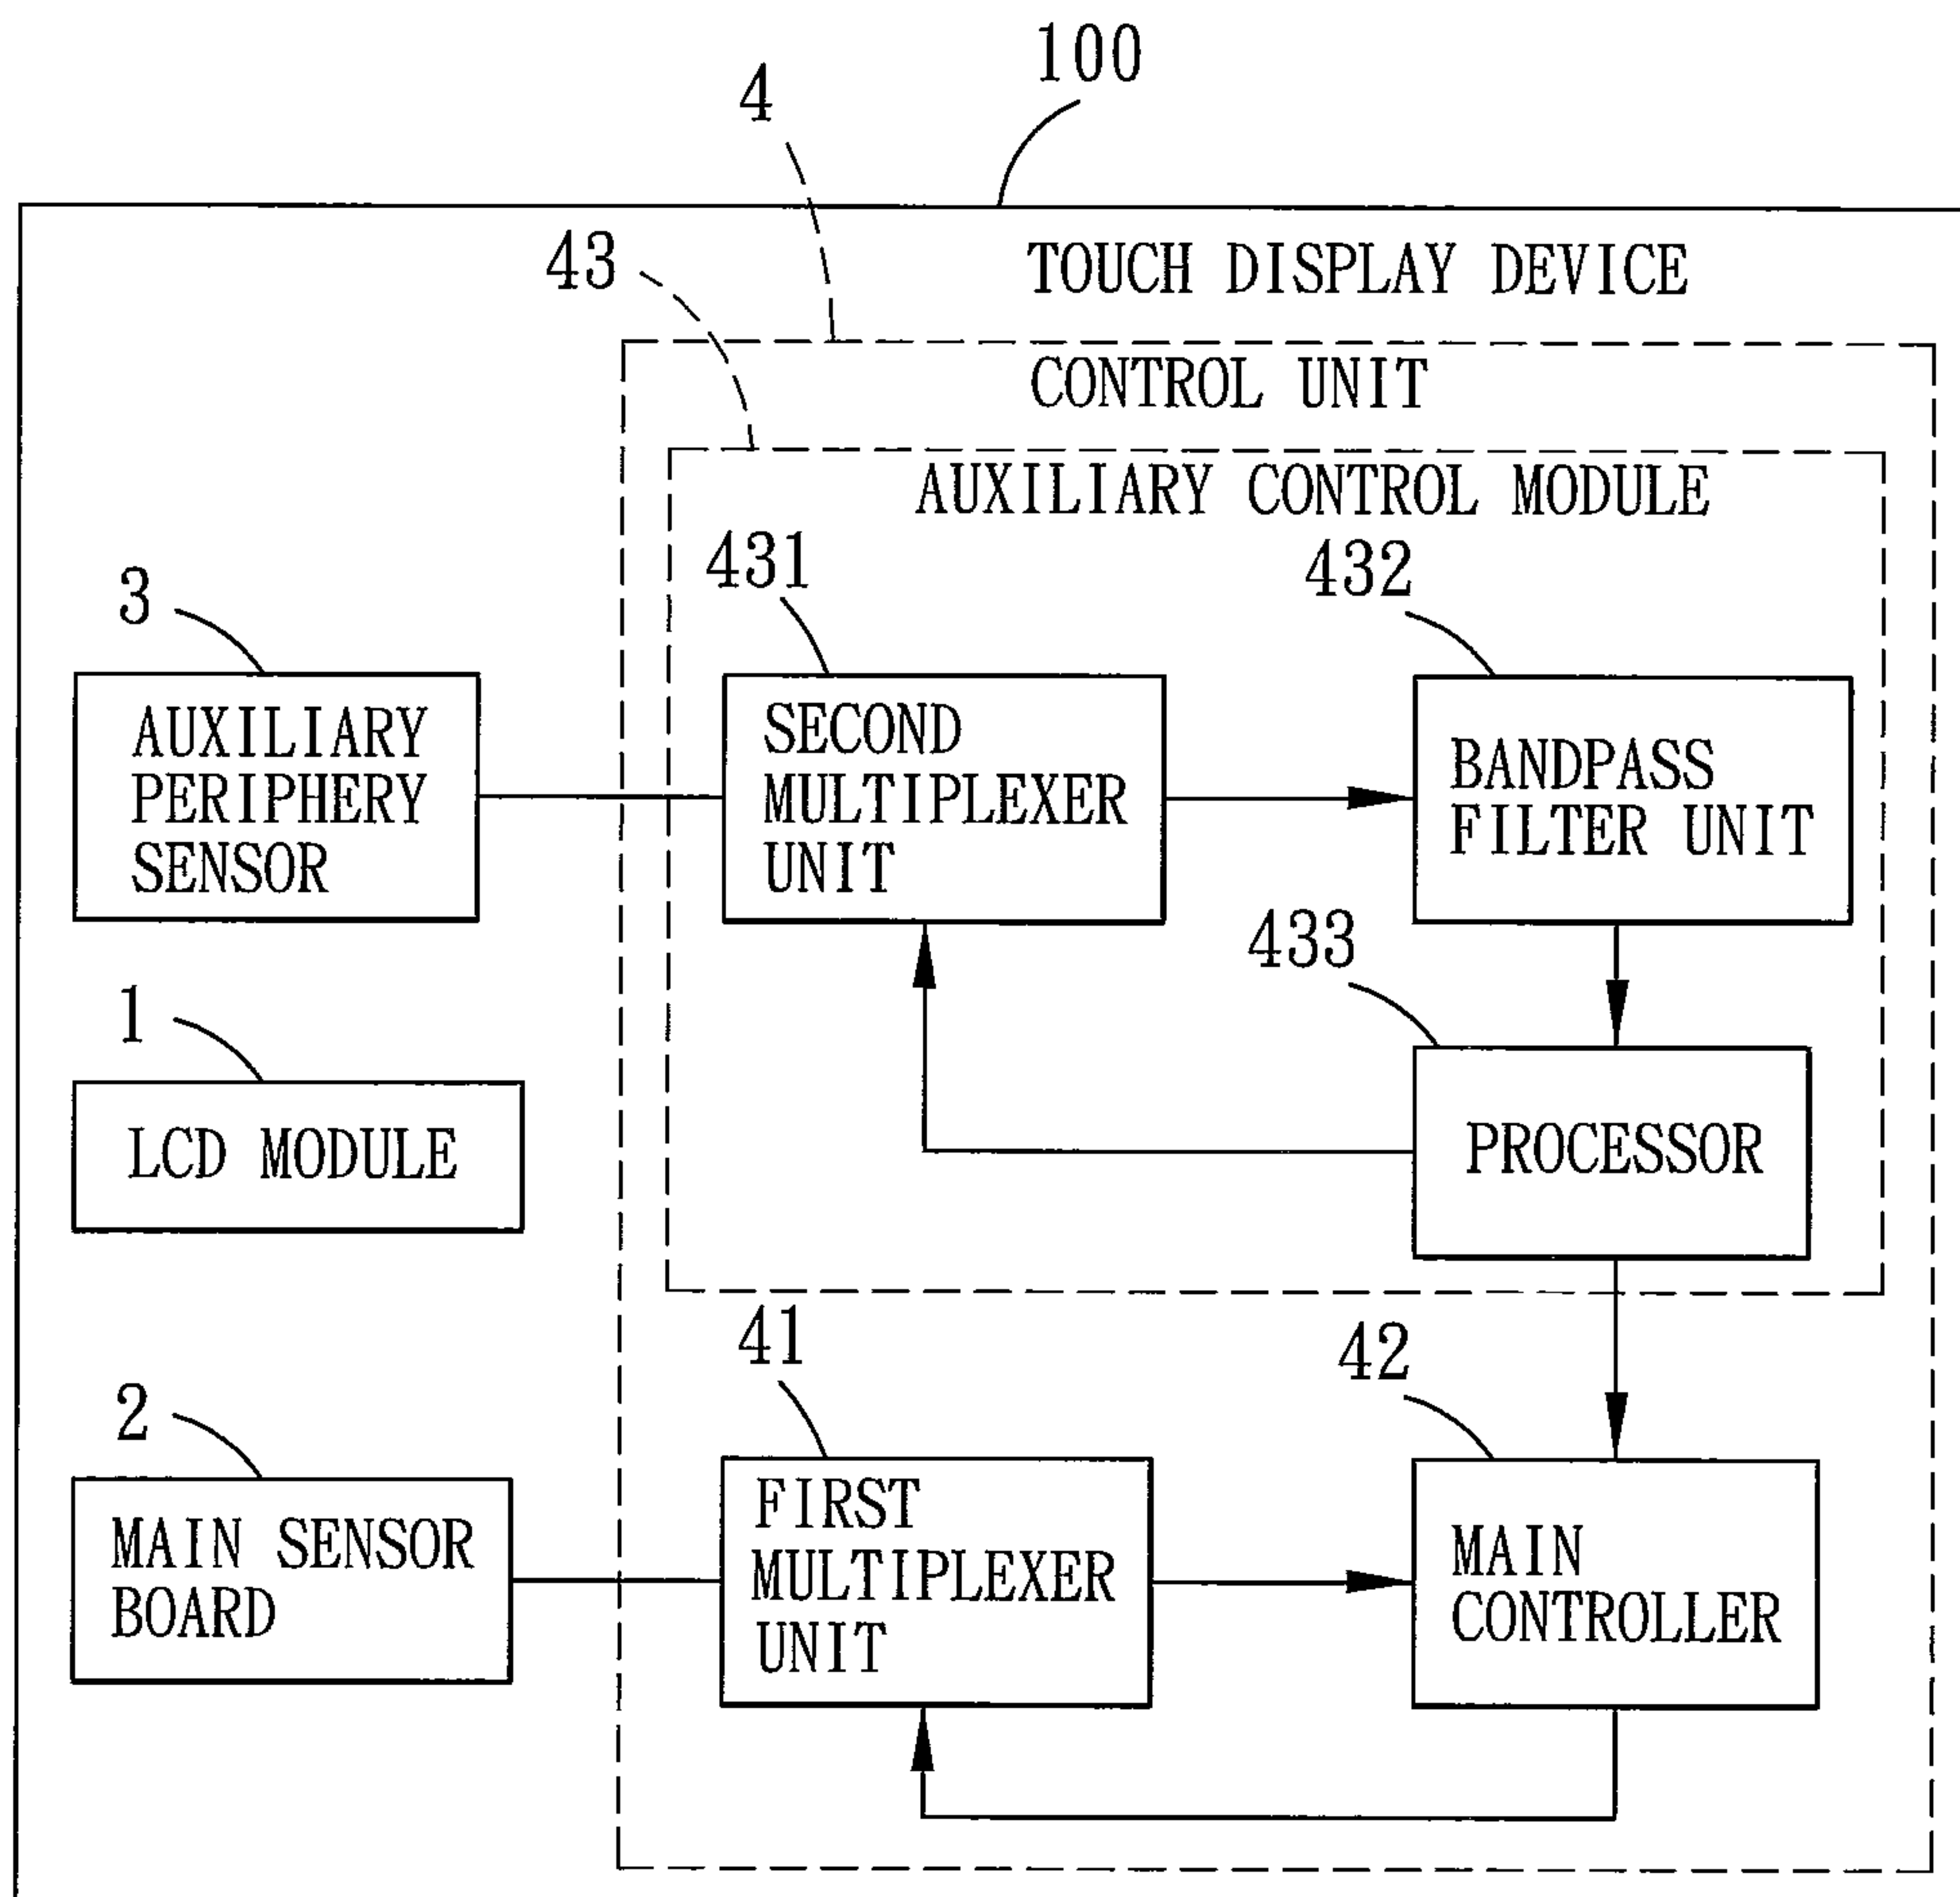 100
4
TOUCH DISPLAY DEVICE
43
CONTROL UNIT
AUXILIARY CONTROL MODULE
431
432
3
AUXILIARY
PERIPHERY
SENSOR
SECOND
MULTIPLEXER
UNIT
BANDPASS
FILTER UNIT
433
1
LCD MODULE
PROCESSOR
41
42
2
MAIN SENSOR
BOARD
FIRST
MULTIPLEXER
UNIT
MAIN
CONTROLLER